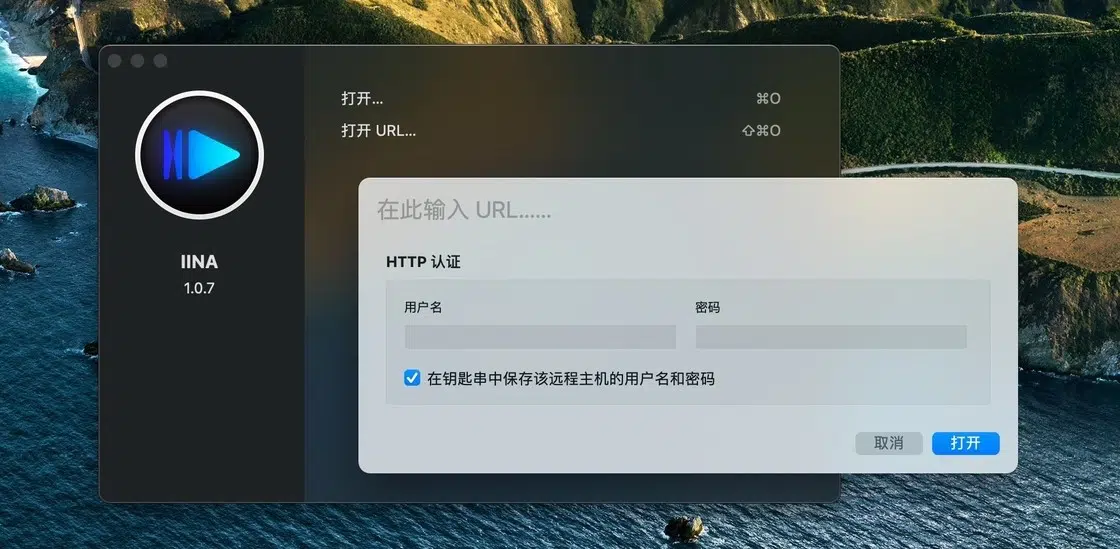 打开... ⌘O
打开 URL... ⇧⌘O
IINA
1.0.7
在此输入 URL……
HTTP 认证
用户名 密码
在钥匙串中保存该远程主机的用户名和密码
取消 打开